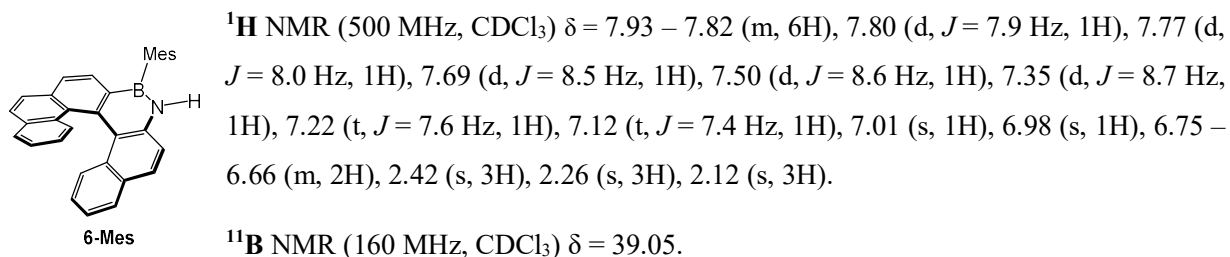 ¹H NMR (500 MHz, CDCl₃) δ = 7.93 – 7.82 (m, 6H), 7.80 (d, J = 7.9 Hz, 1H), 7.77 (d,
J = 8.0 Hz, 1H), 7.69 (d, J = 8.5 Hz, 1H), 7.50 (d, J = 8.6 Hz, 1H), 7.35 (d, J = 8.7 Hz,
1H), 7.22 (t, J = 7.6 Hz, 1H), 7.12 (t, J = 7.4 Hz, 1H), 7.01 (s, 1H), 6.98 (s, 1H), 6.75 –
6.66 (m, 2H), 2.42 (s, 3H), 2.26 (s, 3H), 2.12 (s, 3H).
¹¹B NMR (160 MHz, CDCl₃) δ = 39.05.
Mes
B
N
H
6-Mes